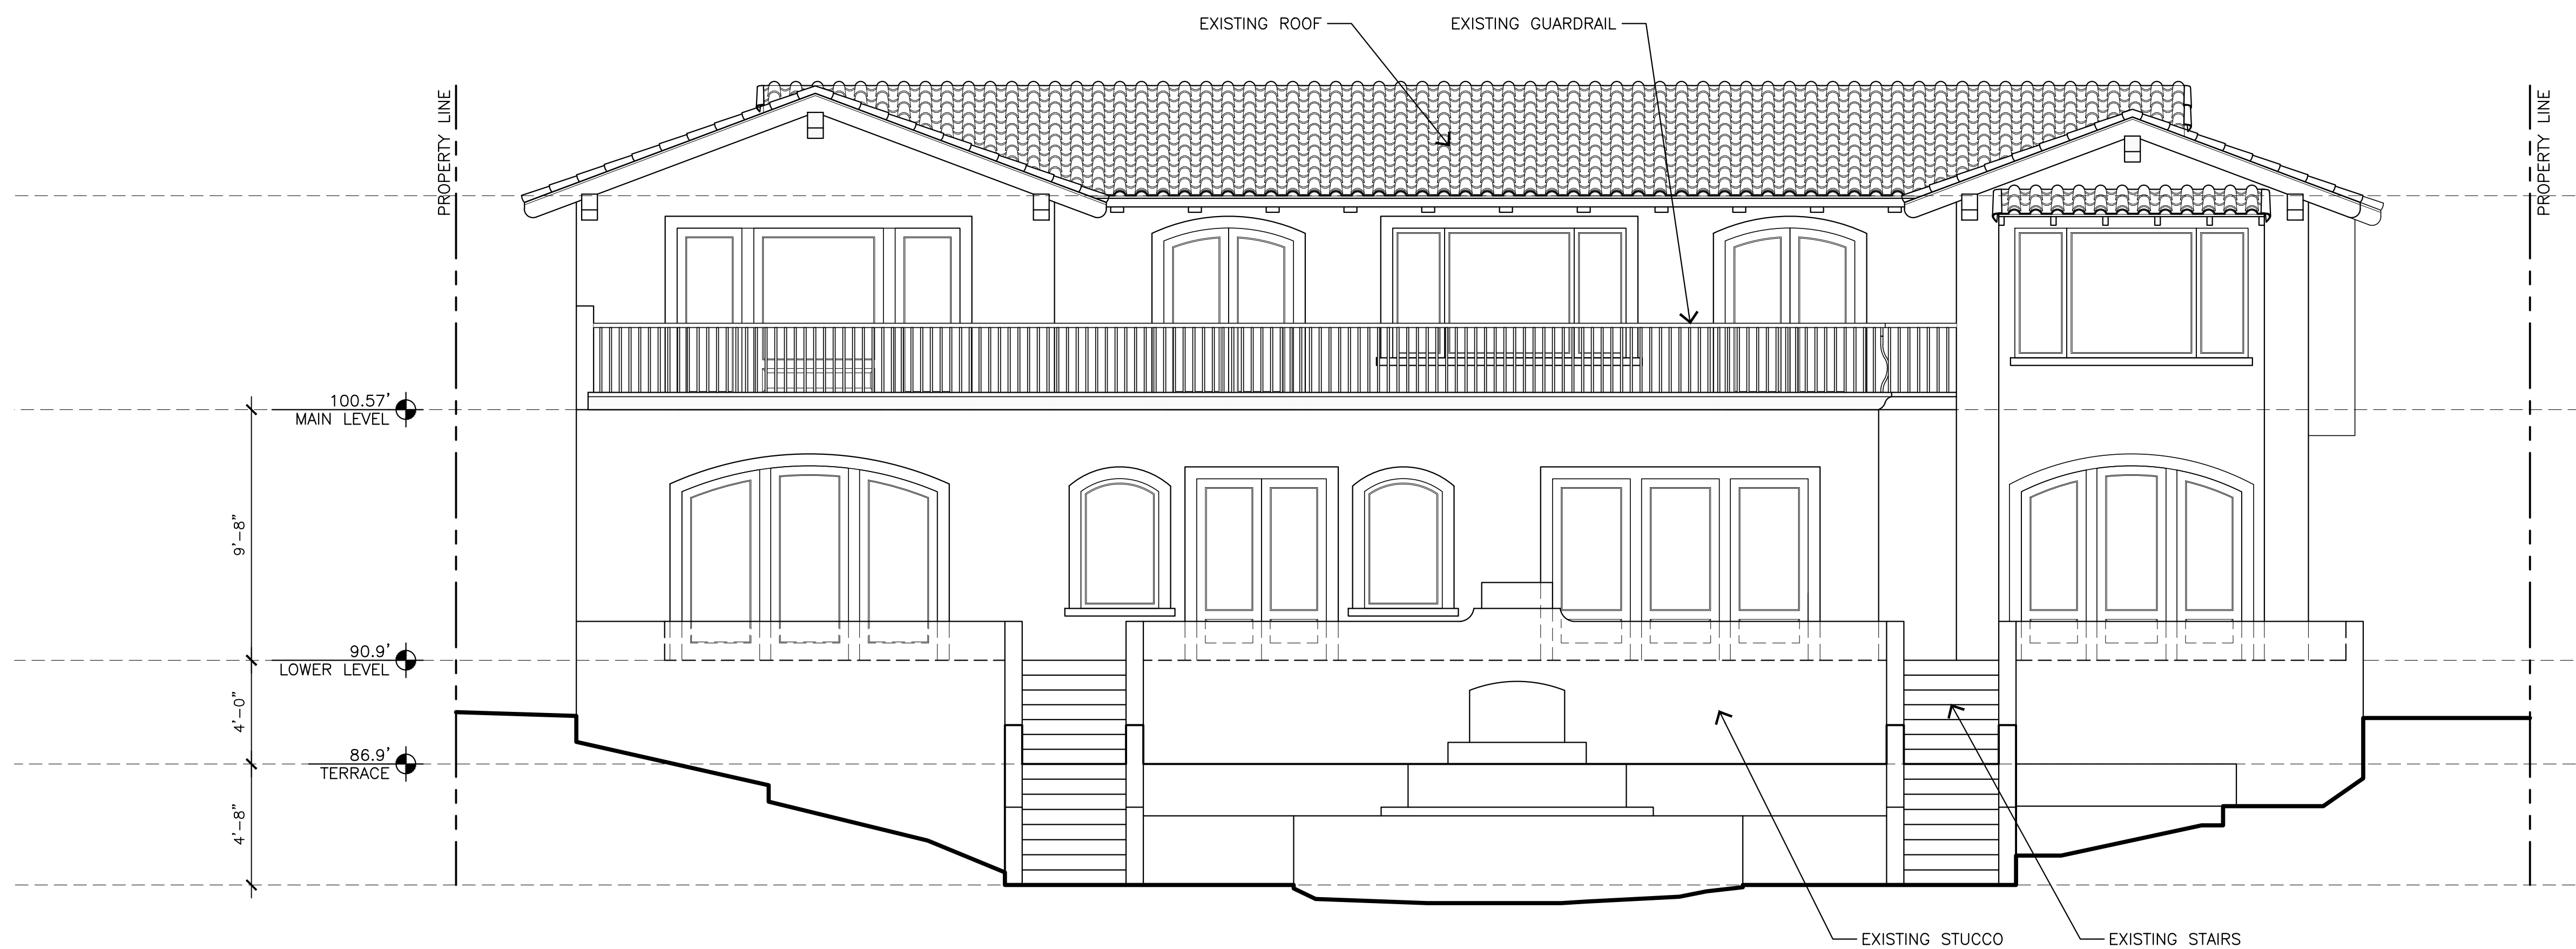 EXISTING ROOF
EXISTING GUARDRAIL
PROPERTY LINE
PROPERTY LINE
100.57'
MAIN LEVEL
9'-8"
90.9'
LOWER LEVEL
4'-0"
86.9'
TERRACE
4'-8"
EXISTING STUCCO
EXISTING STAIRS